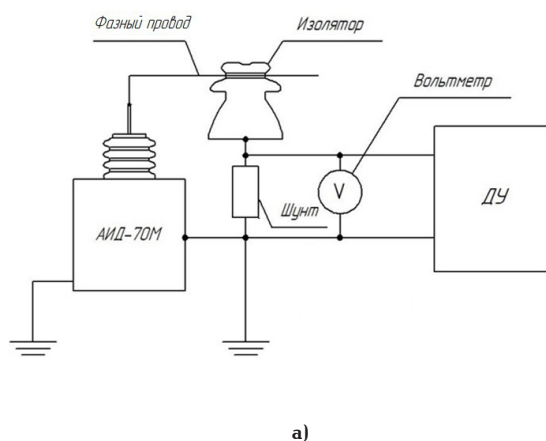 Фазный провод
Изолятор
Вольтметр
V
ДУ
Шунт
АИД-70М
а)